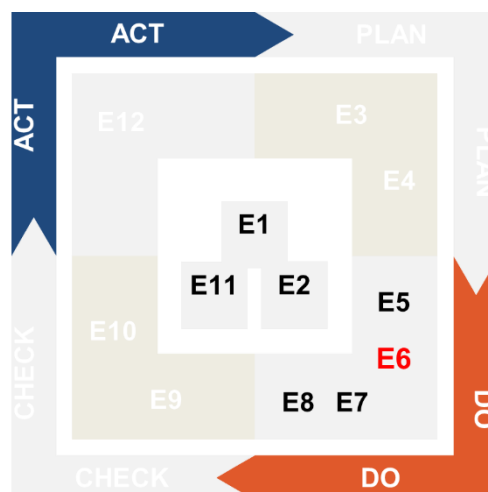 ACT
PLAN
ACT
PLAN
E12
E3
E4
E1
E11
E2
E5
E6
E10
E9
E8
E7
CHECK
DO
CHECK
DO